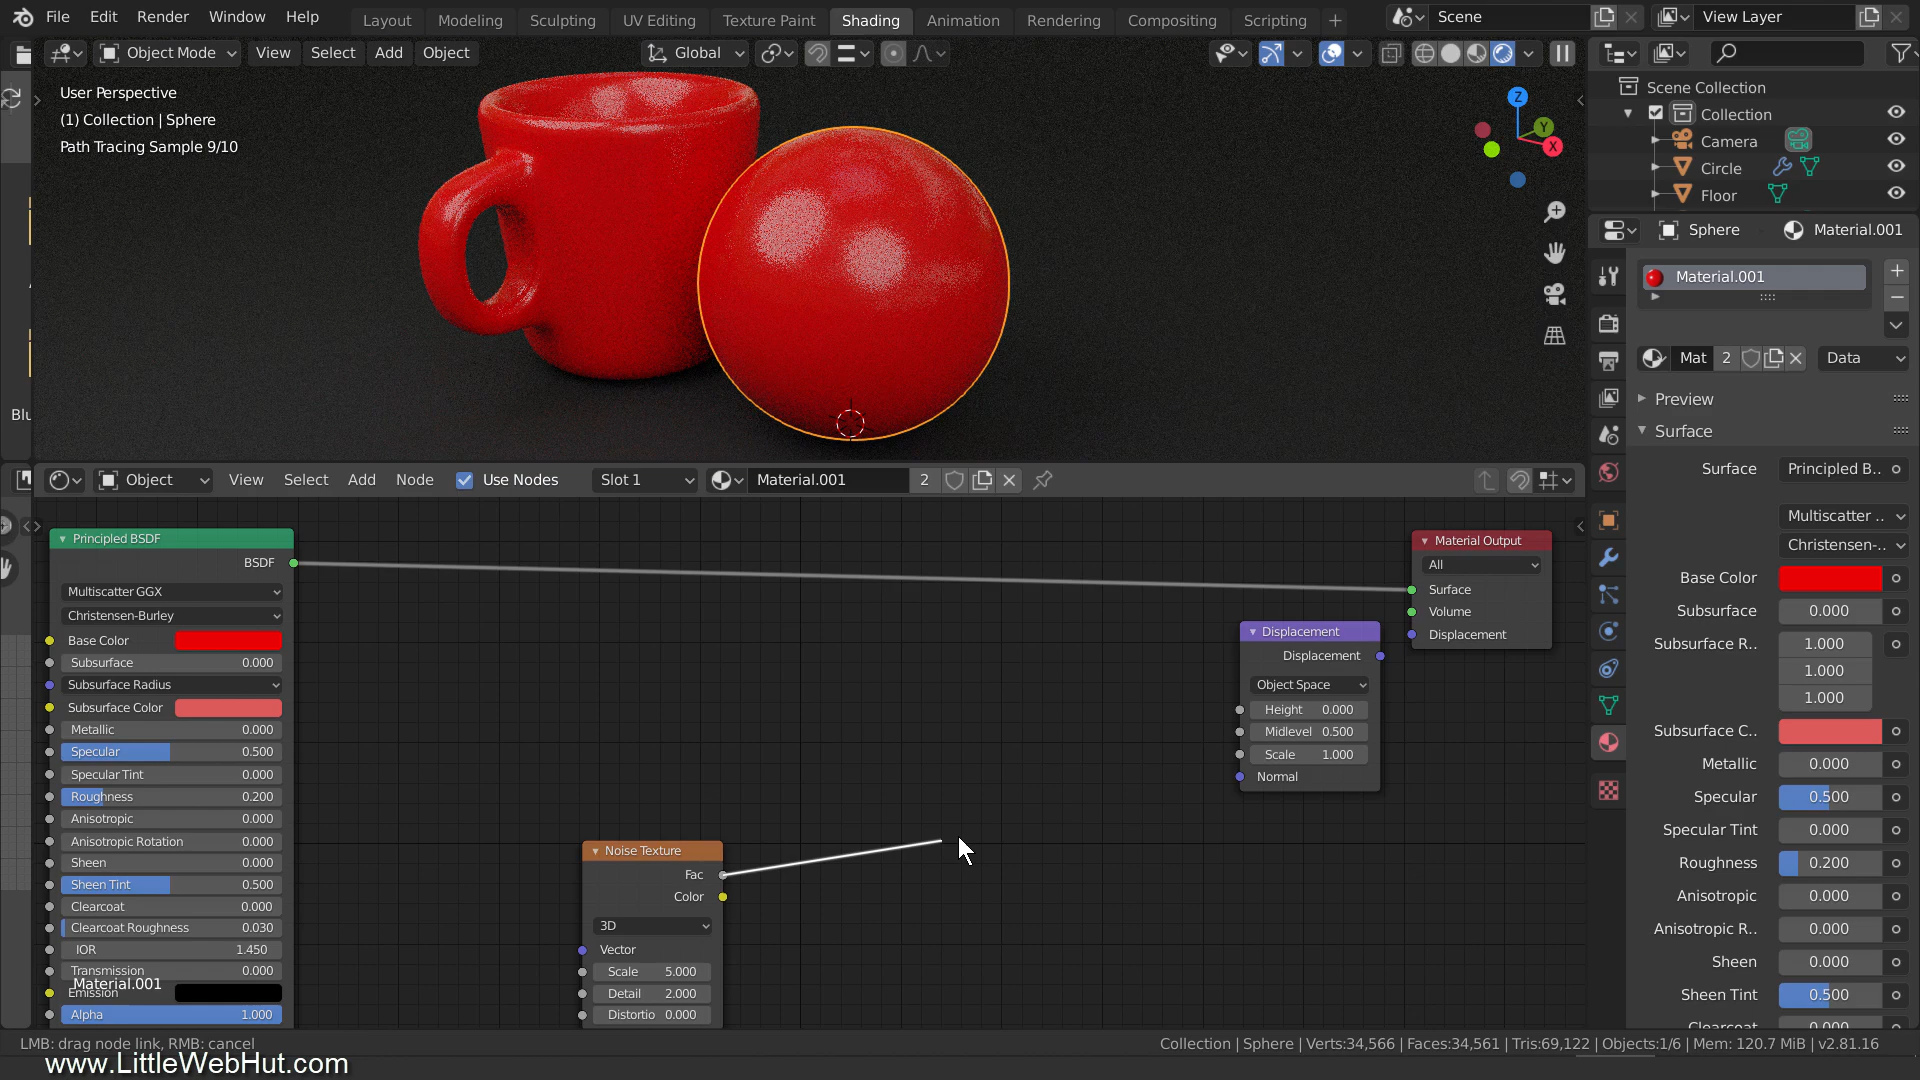 File Edit Render Window Help Layout Modeling Sculpting UV Editing Texture Paint Shading Animation Rendering Compositing Scripting + Scene View Layer
Object Mode View Select Add Object Global
User Perspective
(1) Collection | Sphere
Path Tracing Sample 9/10
Z
Y
X
Scene Collection
Collection
Camera
Circle
Floor
Sphere Material.001
Material.001
Mat 2 Data
Preview
Surface
Surface Principled B..
Multiscatter ..
Christensen-..
Base Color
Subsurface 0.000
Subsurface R.. 1.000
1.000
1.000
Subsurface C..
Metallic 0.000
Specular 0.500
Specular Tint 0.000
Roughness 0.200
Anisotropic 0.000
Anisotropic R.. 0.000
Sheen 0.000
Sheen Tint 0.500
Clearcoat 0.000
Blu
Object View Select Add Node Use Nodes Slot 1 Material.001 2
Principled BSDF
BSDF
Multiscatter GGX
Christensen-Burley
Base Color
Subsurface 0.000
Subsurface Radius
Subsurface Color
Metallic 0.000
Specular 0.500
Specular Tint 0.000
Roughness 0.200
Anisotropic 0.000
Anisotropic Rotation 0.000
Sheen 0.000
Sheen Tint 0.500
Clearcoat 0.000
Clearcoat Roughness 0.030
IOR 1.450
Transmission 0.000
Material.001
Emission
Alpha 1.000
Noise Texture
Fac
Color
3D
Vector
Scale 5.000
Detail 2.000
Distortio 0.000
Displacement
Displacement
Object Space
Height 0.000
Midlevel 0.500
Scale 1.000
Normal
Material Output
All
Surface
Volume
Displacement
LMB: drag node link, RMB: cancel
Collection | Sphere | Verts:34,566 | Faces:34,561 | Tris:69,122 | Objects:1/6 | Mem: 120.7 MiB | v2.81.16
www.LittleWebHut.com